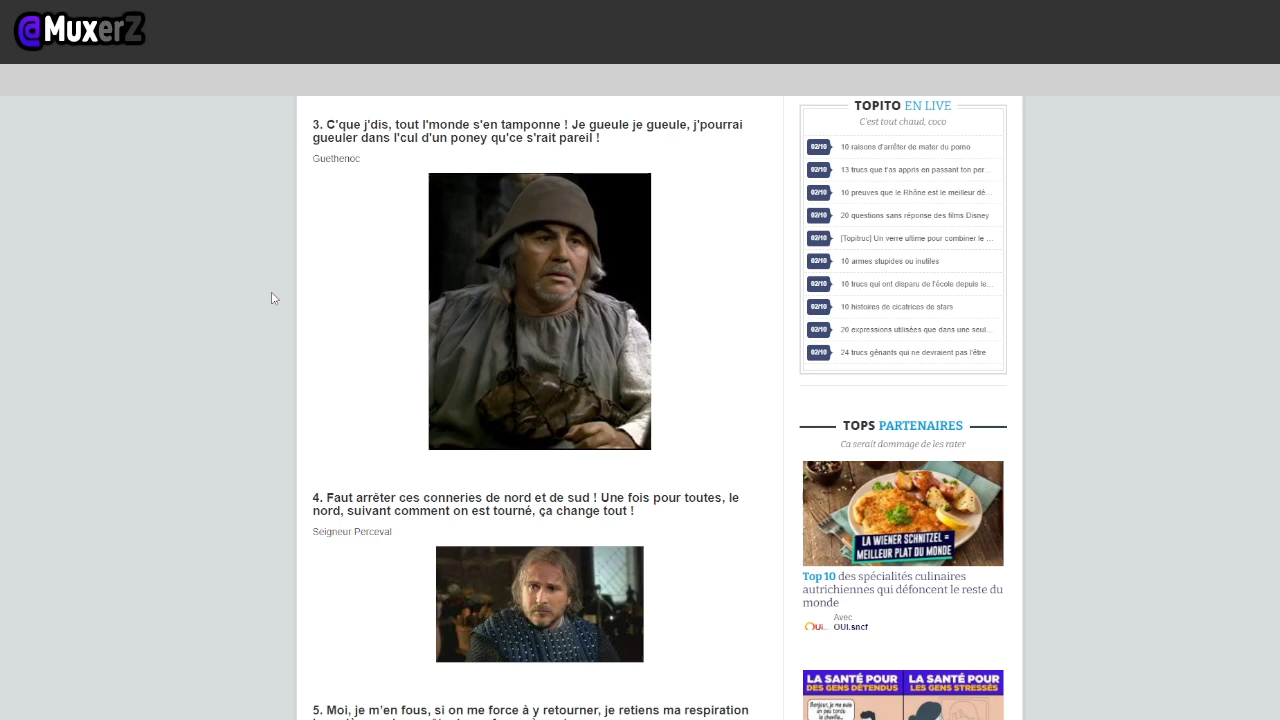 @MuxerZ
3. C'que j'dis, tout l'monde s'en tamponne ! Je gueule je gueule, j'pourrai
gueuler dans l'cul d'un poney qu'ce s'rait pareil !
Guethenoc
4. Faut arrêter ces conneries de nord et de sud ! Une fois pour toutes, le
nord, suivant comment on est tourné, ça change tout !
Seigneur Perceval
5. Moi, je m'en fous, si on me force à y retourner, je retiens ma respiration
TOPITO EN LIVE
C'est tout chaud, coco
02/10 10 raisons d'arrêter de mater du porno
02/10 13 trucs que t'as appris en passant ton per...
02/10 10 preuves que le Rhône est le meilleur dé...
02/10 20 questions sans réponse des films Disney
02/10 [Topitruc] Un verre ultime pour combiner le ...
02/10 10 armes stupides ou inutiles
02/10 10 trucs qui ont disparu de l'école depuis le...
02/10 10 histoires de cicatrices de stars
02/10 20 expressions utilisées que dans une seul...
02/10 24 trucs gênants qui ne devraient pas l'être
TOPS PARTENAIRES
Ca serait dommage de les rater
LA WIENER SCHNITZEL =
MEILLEUR PLAT DU MONDE
Top 10 des spécialités culinaires
autrichiennes qui défoncent le reste du
monde
Avec
OUI.sncf
LA SANTÉ POUR
DES GENS DÉTENDUS
LA SANTÉ POUR
LES GENS STRESSÉS
Bonjour, je me suis